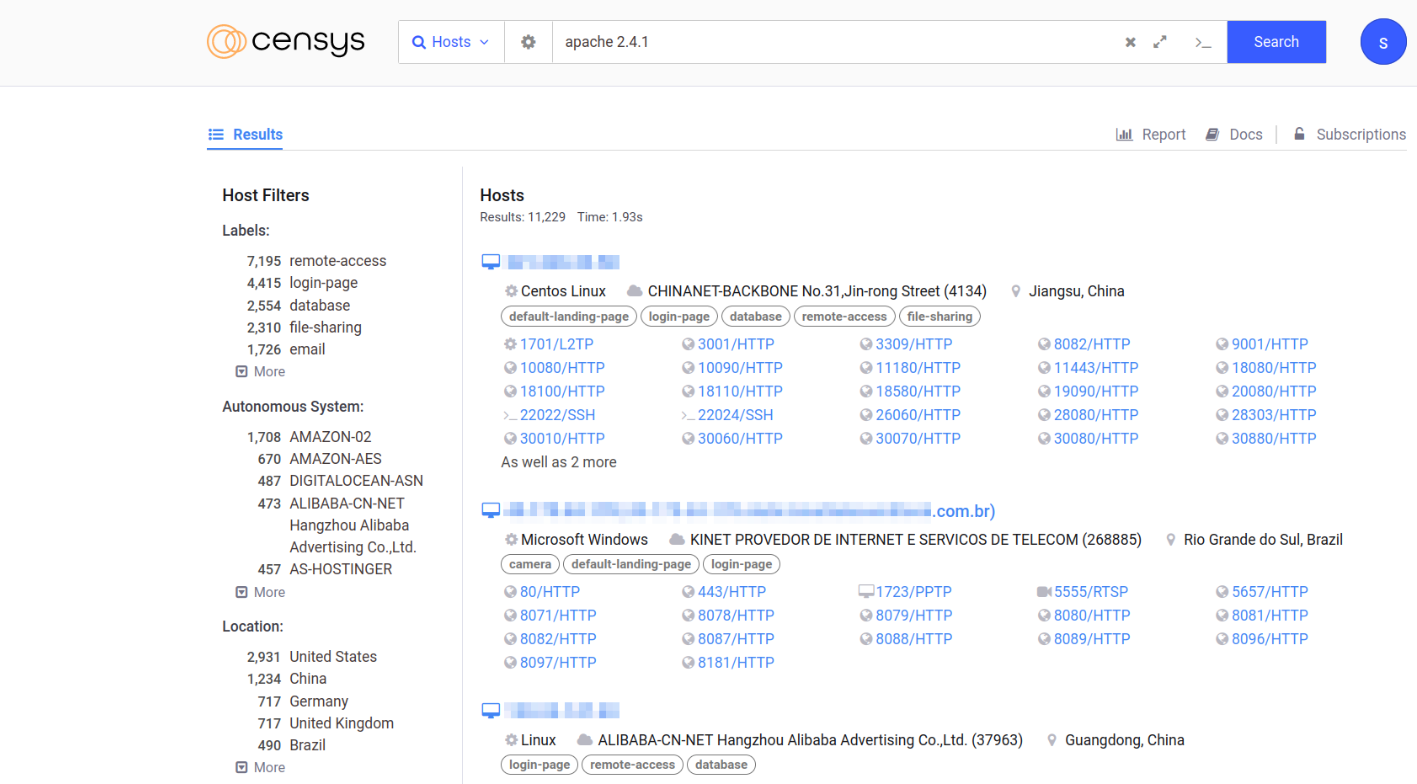 censys
Hosts
apache 2.4.1
>_
Search
S
Results
Report
Docs
Subscriptions
Host Filters
Labels:
7,195 remote-access
4,415 login-page
2,554 database
2,310 file-sharing
1,726 email
More
Autonomous System:
1,708 AMAZON-02
670 AMAZON-AES
487 DIGITALOCEAN-ASN
473 ALIBABA-CN-NET
Hangzhou Alibaba
Advertising Co.,Ltd.
457 AS-HOSTINGER
More
Location:
2,931 United States
1,234 China
717 Germany
717 United Kingdom
490 Brazil
More
Hosts
Results: 11,229 Time: 1.93s
Centos Linux CHINANET-BACKBONE No.31,Jin-rong Street (4134) Jiangsu, China
default-landing-page login-page database remote-access file-sharing
1701/L2TP 3001/HTTP 3309/HTTP 8082/HTTP 9001/HTTP
10080/HTTP 10090/HTTP 11180/HTTP 11443/HTTP 18080/HTTP
18100/HTTP 18110/HTTP 18580/HTTP 19090/HTTP 20080/HTTP
>_22022/SSH >_22024/SSH 26060/HTTP 28080/HTTP 28303/HTTP
30010/HTTP 30060/HTTP 30070/HTTP 30080/HTTP 30880/HTTP
As well as 2 more
.com.br)
Microsoft Windows KINET PROVEDOR DE INTERNET E SERVICOS DE TELECOM (268885) Rio Grande do Sul, Brazil
camera default-landing-page login-page
80/HTTP 443/HTTP 1723/PPTP 5555/RTSP 5657/HTTP
8071/HTTP 8078/HTTP 8079/HTTP 8080/HTTP 8081/HTTP
8082/HTTP 8087/HTTP 8088/HTTP 8089/HTTP 8096/HTTP
8097/HTTP 8181/HTTP
Linux ALIBABA-CN-NET Hangzhou Alibaba Advertising Co.,Ltd. (37963) Guangdong, China
login-page remote-access database